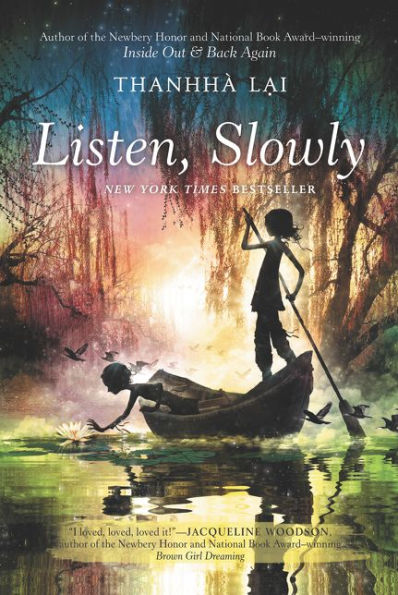 Author of the Newbery Honor and National Book Award–winning
Inside Out & Back Again
THANHHÀ LẠI
Listen, Slowly
NEW YORK TIMES BESTSELLER
"I loved, loved, loved it!"—JACQUELINE WOODSON,
author of the Newbery Honor and National Book Award–winning
Brown Girl Dreaming